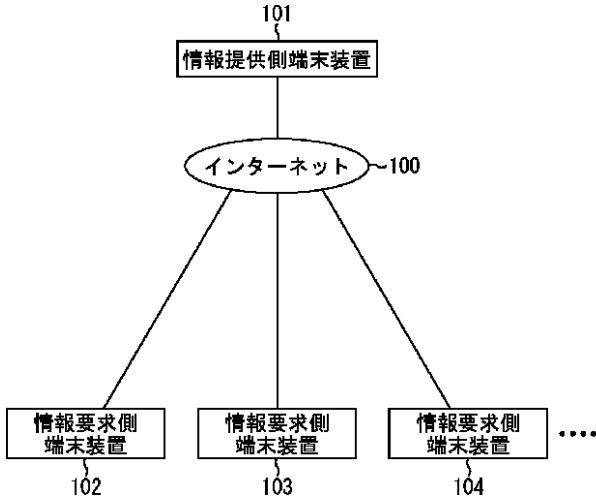 101
情報提供側端末装置
インターネット
100
情報要求側
端末装置
情報要求側
端末装置
情報要求側
端末装置
102
103
104